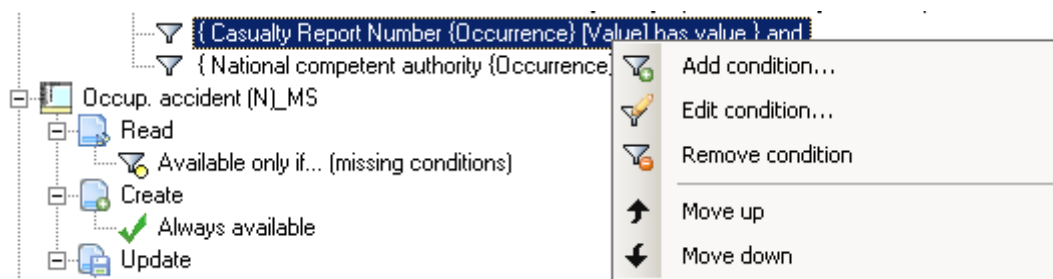 { Casualty Report Number {Occurrence} [Value] has value } and
{ National competent authority {Occurrence
Occup. accident (N)_MS
Read
Available only if... (missing conditions)
Create
Always available
Update
Add condition...
Edit condition...
Remove condition
Move up
Move down